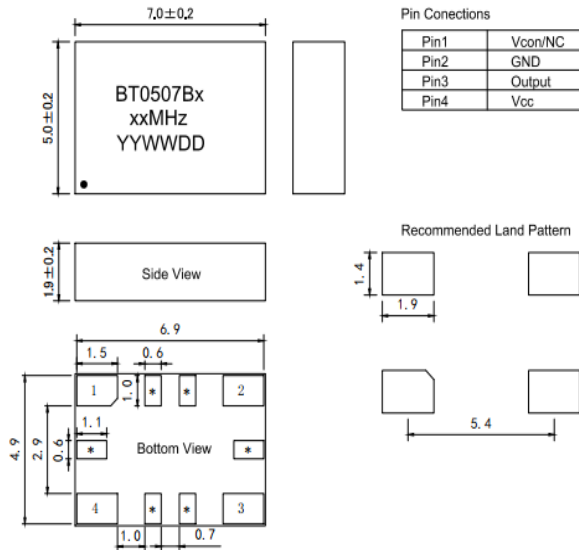 7.0±0.2
5.0±0.2
BT0507Bx
xxMHz
YYWWDD
Pin Conections
Pin1 Vcon/NC
Pin2 GND
Pin3 Output
Pin4 Vcc
1.9±0.2
Side View
Recommended Land Pattern
1.4
1.9
5.4
6.9
1.5 0.6
1 1.0 * * 2
4.9 2.9 0.6 1.1 * Bottom View *
4 * * 3
1.0 0.7